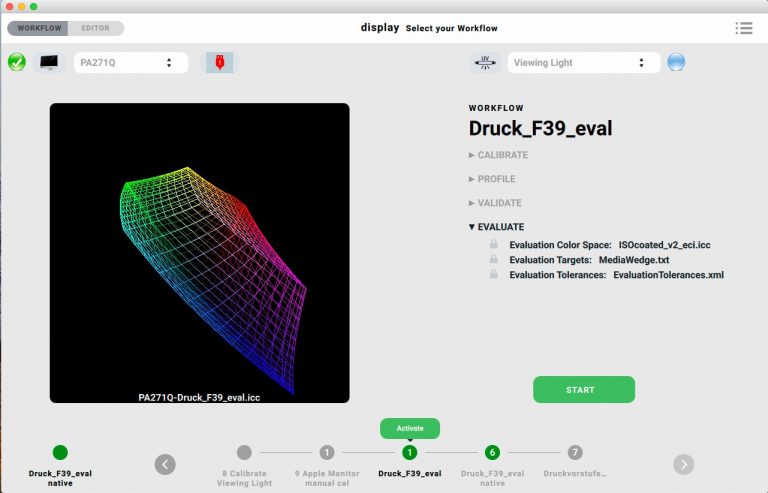 WORKFLOW
EDITOR
display Select your Workflow
PA271Q
UV
Viewing Light
WORKFLOW
Druck_F39_eval
CALIBRATE
PROFILE
VALIDATE
EVALUATE
Evaluation Color Space: ISOcoated_v2_eci.icc
Evaluation Targets: MediaWedge.txt
Evaluation Tolerances: EvaluationTolerances.xml
PA271Q-Druck_F39_eval.icc
START
Activate
1
1
6
7
Druck_F39_eval
native
8 Calibrate
Viewing Light
9 Apple Monitor
manual cal
Druck_F39_eval
Druck_F39_eval
native
Druckvorstufe...